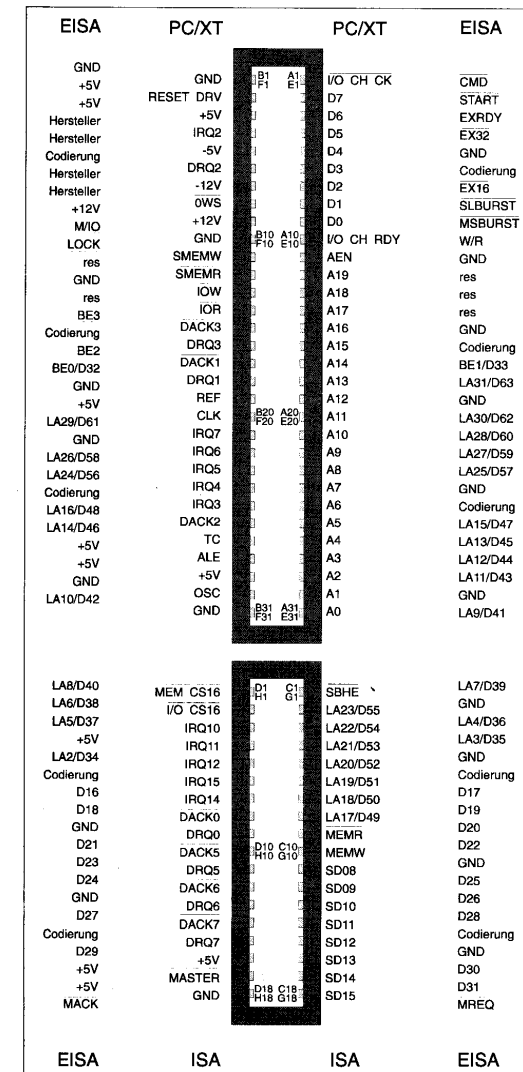 EISA PC/XT PC/XT EISA
GND
+5V
+5V
Hersteller
Hersteller
Codierung
Hersteller
Hersteller
+12V
M/IO
LOCK
res
GND
res
BE3
Codierung
BE2
BE0/D32
GND
+5V
LA29/D61
GND
LA26/D58
LA24/D56
Codierung
LA16/D48
LA14/D46
+5V
+5V
GND
LA10/D42
GND
RESET DRV
+5V
IRQ2
-5V
DRQ2
-12V
0WS
+12V
GND
SMEMW
SMEMR
IOW
IOR
DACK3
DRQ3
DACK1
DRQ1
REF
CLK
IRQ7
IRQ6
IRQ5
IRQ4
IRQ3
DACK2
TC
ALE
+5V
OSC
GND
B1 A1
F1 E1
B10 A10
F10 E10
B20 A20
F20 E20
B31 A31
F31 E31
I/O CH CK
D7
D6
D5
D4
D3
D2
D1
D0
I/O CH RDY
AEN
A19
A18
A17
A16
A15
A14
A13
A12
A11
A10
A9
A8
A7
A6
A5
A4
A3
A2
A1
A0
CMD
START
EXRDY
EX32
GND
Codierung
EX16
SLBURST
MSBURST
W/R
GND
res
res
res
GND
Codierung
BE1/D33
LA31/D63
GND
LA30/D62
LA28/D60
LA27/D59
LA25/D57
GND
Codierung
LA15/D47
LA13/D45
LA12/D44
LA11/D43
GND
LA9/D41
LA8/D40
LA6/D38
LA5/D37
+5V
LA2/D34
Codierung
D16
D18
GND
D21
D23
D24
GND
D27
Codierung
D29
+5V
+5V
MACK
MEM CS16
I/O CS16
IRQ10
IRQ11
IRQ12
IRQ15
IRQ14
DACK0
DRQ0
DACK5
DRQ5
DACK6
DRQ6
DACK7
DRQ7
+5V
MASTER
GND
D1 C1
H1 G1
D10 C10
H10 G10
D18 C18
H18 G18
SBHE
LA23/D55
LA22/D54
LA21/D53
LA20/D52
LA19/D51
LA18/D50
LA17/D49
MEMR
MEMW
SD08
SD09
SD10
SD11
SD12
SD13
SD14
SD15
LA7/D39
GND
LA4/D36
LA3/D35
GND
Codierung
D17
D19
D20
D22
GND
D25
D26
D28
Codierung
GND
D30
D31
MREQ
EISA ISA ISA EISA